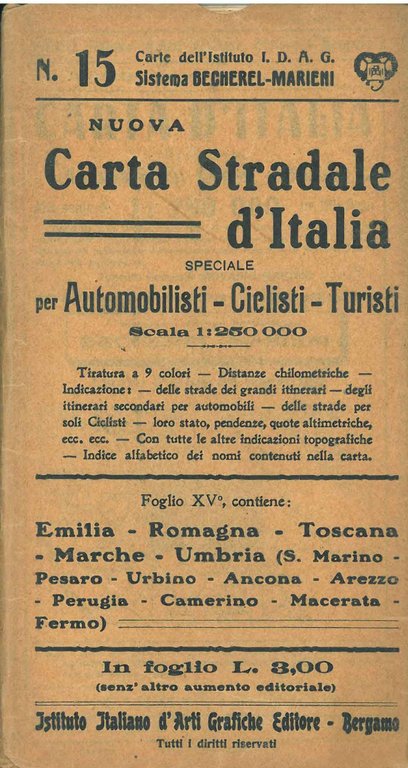 N. 15
Carte dell'Istituto I. D. A. G.
Sistema BECHEREL-MARIENI
NUOVA
Carta Stradale
d'Italia
SPECIALE
per Automobilisti - Ciclisti - Turisti
Scala 1:250 000
Tiratura a 9 colori — Distanze chilometriche —
Indicazione: — delle strade dei grandi itinerari — degli
itinerari secondari per automobili — delle strade per
soli Ciclisti — loro stato, pendenze, quote altimetriche,
ecc. ecc. — Con tutte le altre indicazioni topografiche
— Indice alfabetico dei nomi contenuti nella carta.
Foglio XVº, contiene:
Emilia - Romagna - Toscana
- Marche - Umbria (S. Marino -
Pesaro - Urbino - Ancona - Arezzo
- Perugia - Camerino - Macerata -
Fermo)
In foglio L. 3,00
(senz'altro aumento editoriale)
Istituto Italiano d'Arti Grafiche Editore - Bergamo
Tutti i diritti riservati